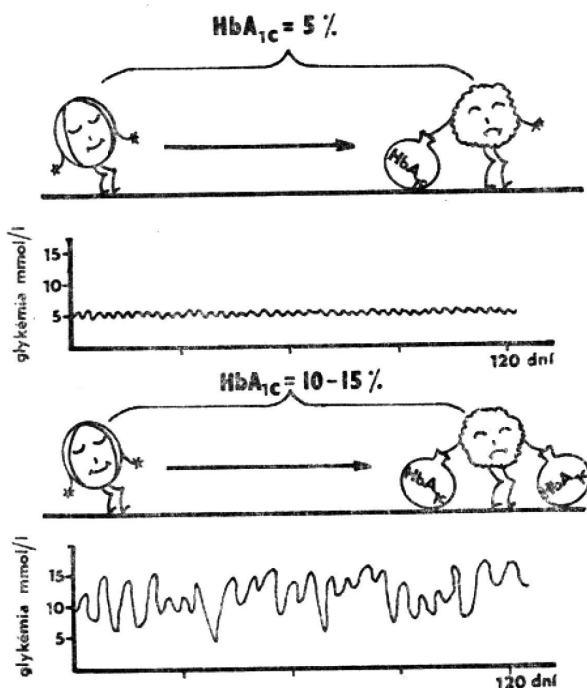 HbA1c = 5 %
HbA1c
glykémia mmol/l
15
10
5
120 dní
HbA1c = 10-15 %
HbA1c
HbA1c
glykémia mmol/l
15
10
5
120 dní